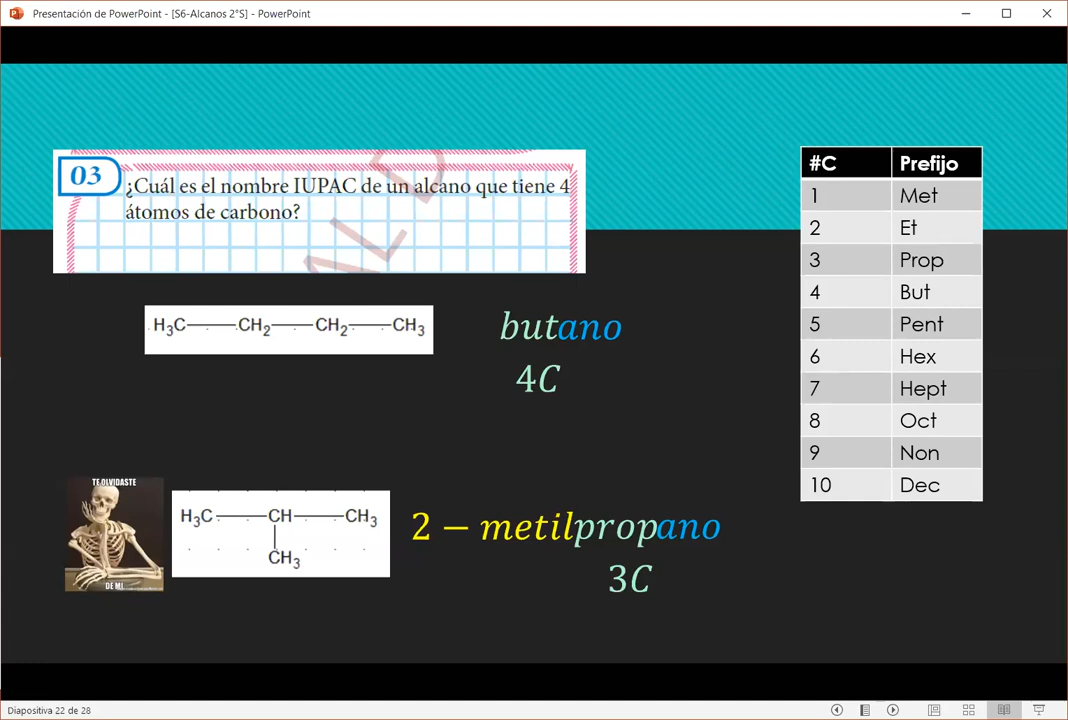 Presentación de PowerPoint - [S6-Alcanos 2°S] - PowerPoint
03
¿Cuál es el nombre IUPAC de un alcano que tiene 4
átomos de carbono?
AL D
H3C CH2 CH2 CH3
butano
4C
TE OLVIDASTE
DE MI
H3C CH CH3
CH3
2 - metilpropano
3C
#C Prefijo
1 Met
2 Et
3 Prop
4 But
5 Pent
6 Hex
7 Hept
8 Oct
9 Non
10 Dec
Diapositiva 22 de 28